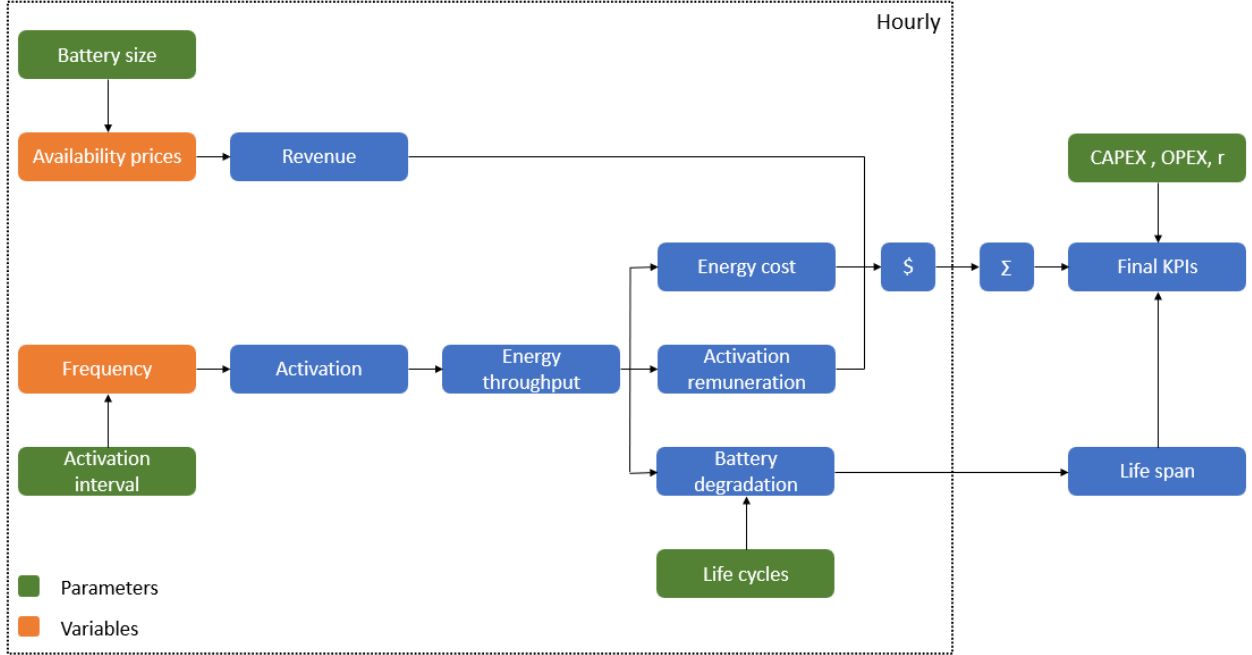 Hourly
Battery size
Availability prices
Revenue
CAPEX , OPEX, r
Energy cost
$
Σ
Final KPIs
Frequency
Activation
Energy
throughput
Activation
remuneration
Activation
interval
Battery
degradation
Life span
Life cycles
Parameters
Variables